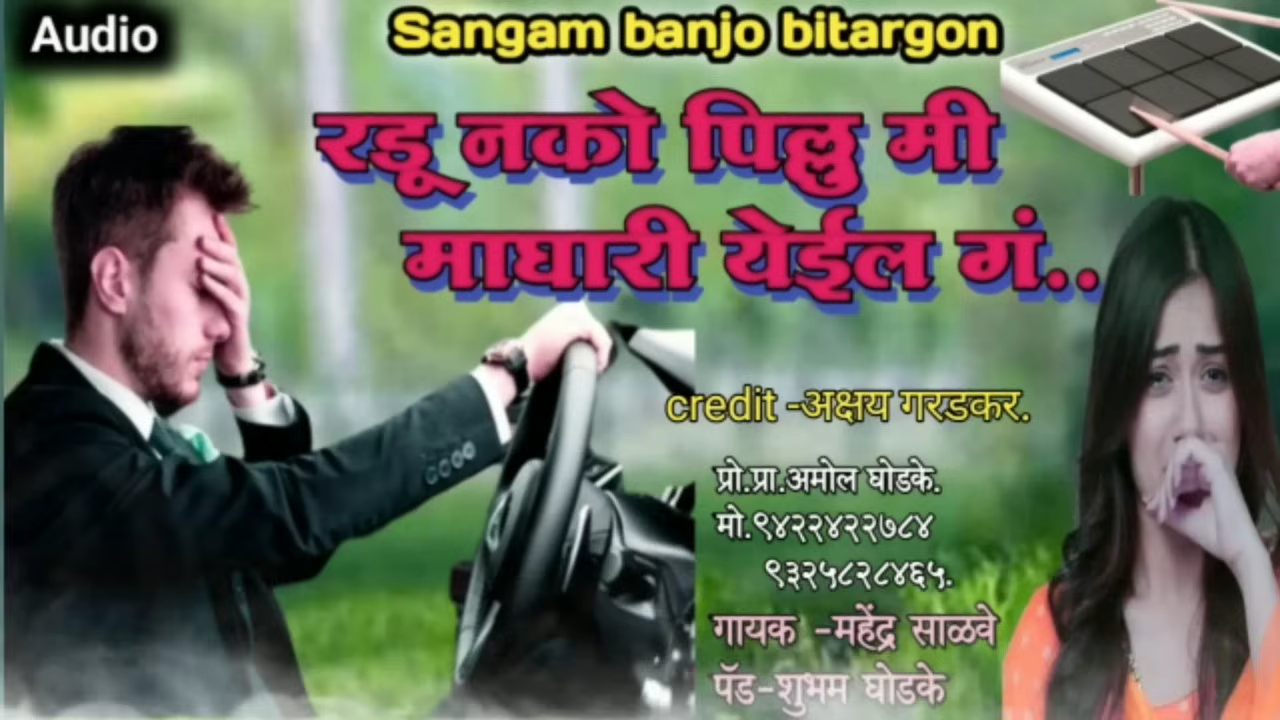 Audio
Sangam banjo bitargon
रडू नको पिल्लु मी
माघारी येईल गं..
credit -अक्षय गरडकर.
प्रो.प्रा.अमोल घोडके.
मो.९४२२४२२७८४
९३२५८२८४६५.
गायक -महेंद्र साळवे
पॅड-शुभम घोडके